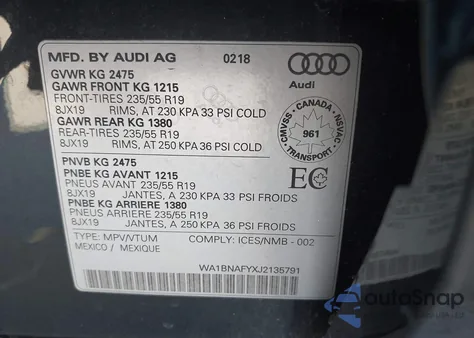 MFD. BY AUDI AG 0218
GVWR KG 2475
GAWR FRONT KG 1215
FRONT-TIRES 235/55 R19
8JX19 RIMS, AT 230 KPA 33 PSI COLD
GAWR REAR KG 1380
REAR-TIRES 235/55 R19
8JX19 RIMS, AT 250 KPA 36 PSI COLD
PNVB KG 2475
PNBE KG AVANT 1215
PNEUS AVANT 235/55 R19
8JX19 JANTES, A 230 KPA 33 PSI FROIDS
PNBE KG ARRIERE 1380
PNEUS ARRIERE 235/55 R19
8JX19 JANTES, A 250 KPA 36 PSI FROIDS
TYPE: MPV/VTUM COMPLY: ICES/NMB - 002
MEXICO / MEXIQUE
WA1BNAFYXJ2135791
Audi
CANADA
CMVSS 961 NSVAC
TRANSPORT
EC
autoSnap